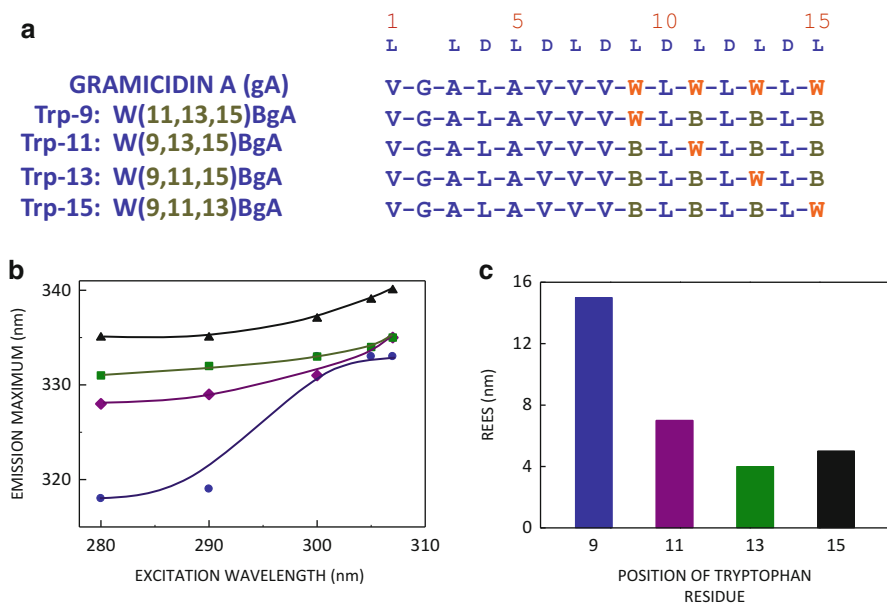 a
1 5 10 15
L L D L D L D L D L D L D L
GRAMICIDIN A (gA) V-G-A-L-A-V-V-V-W-L-W-L-W-L-W
Trp-9: W(11,13,15)BgA V-G-A-L-A-V-V-V-W-L-B-L-B-L-B
Trp-11: W(9,13,15)BgA V-G-A-L-A-V-V-V-B-L-W-L-B-L-B
Trp-13: W(9,11,15)BgA V-G-A-L-A-V-V-V-B-L-B-L-W-L-B
Trp-15: W(9,11,13)BgA V-G-A-L-A-V-V-V-B-L-B-L-B-L-W
b
EMISSION MAXIMUM (nm)
340
330
320
280 290 300 310
EXCITATION WAVELENGTH (nm)
c
REES (nm)
16
12
8
4
0
9 11 13 15
POSITION OF TRYPTOPHAN
RESIDUE